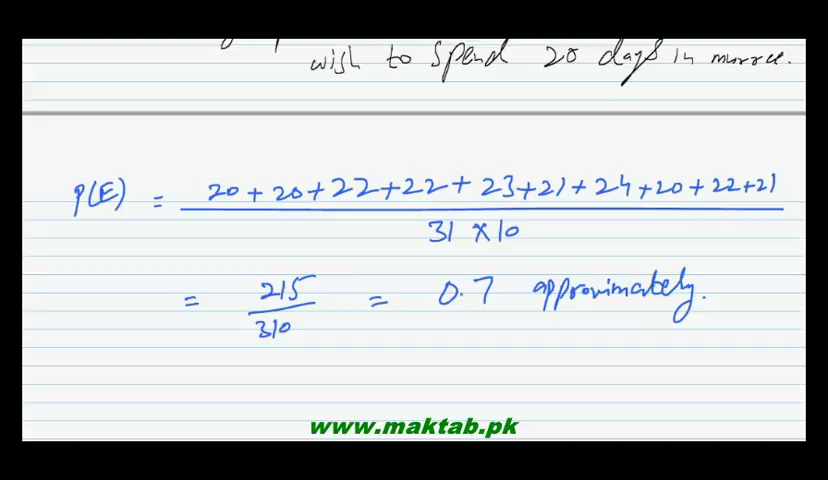 wish to spend 20 days in murree.
P(E) = 20 + 20 + 22 + 22 + 23 + 21 + 24 + 20 + 22 + 21
31 × 10
= 215 = 0.7 approximately.
310
www.maktab.pk